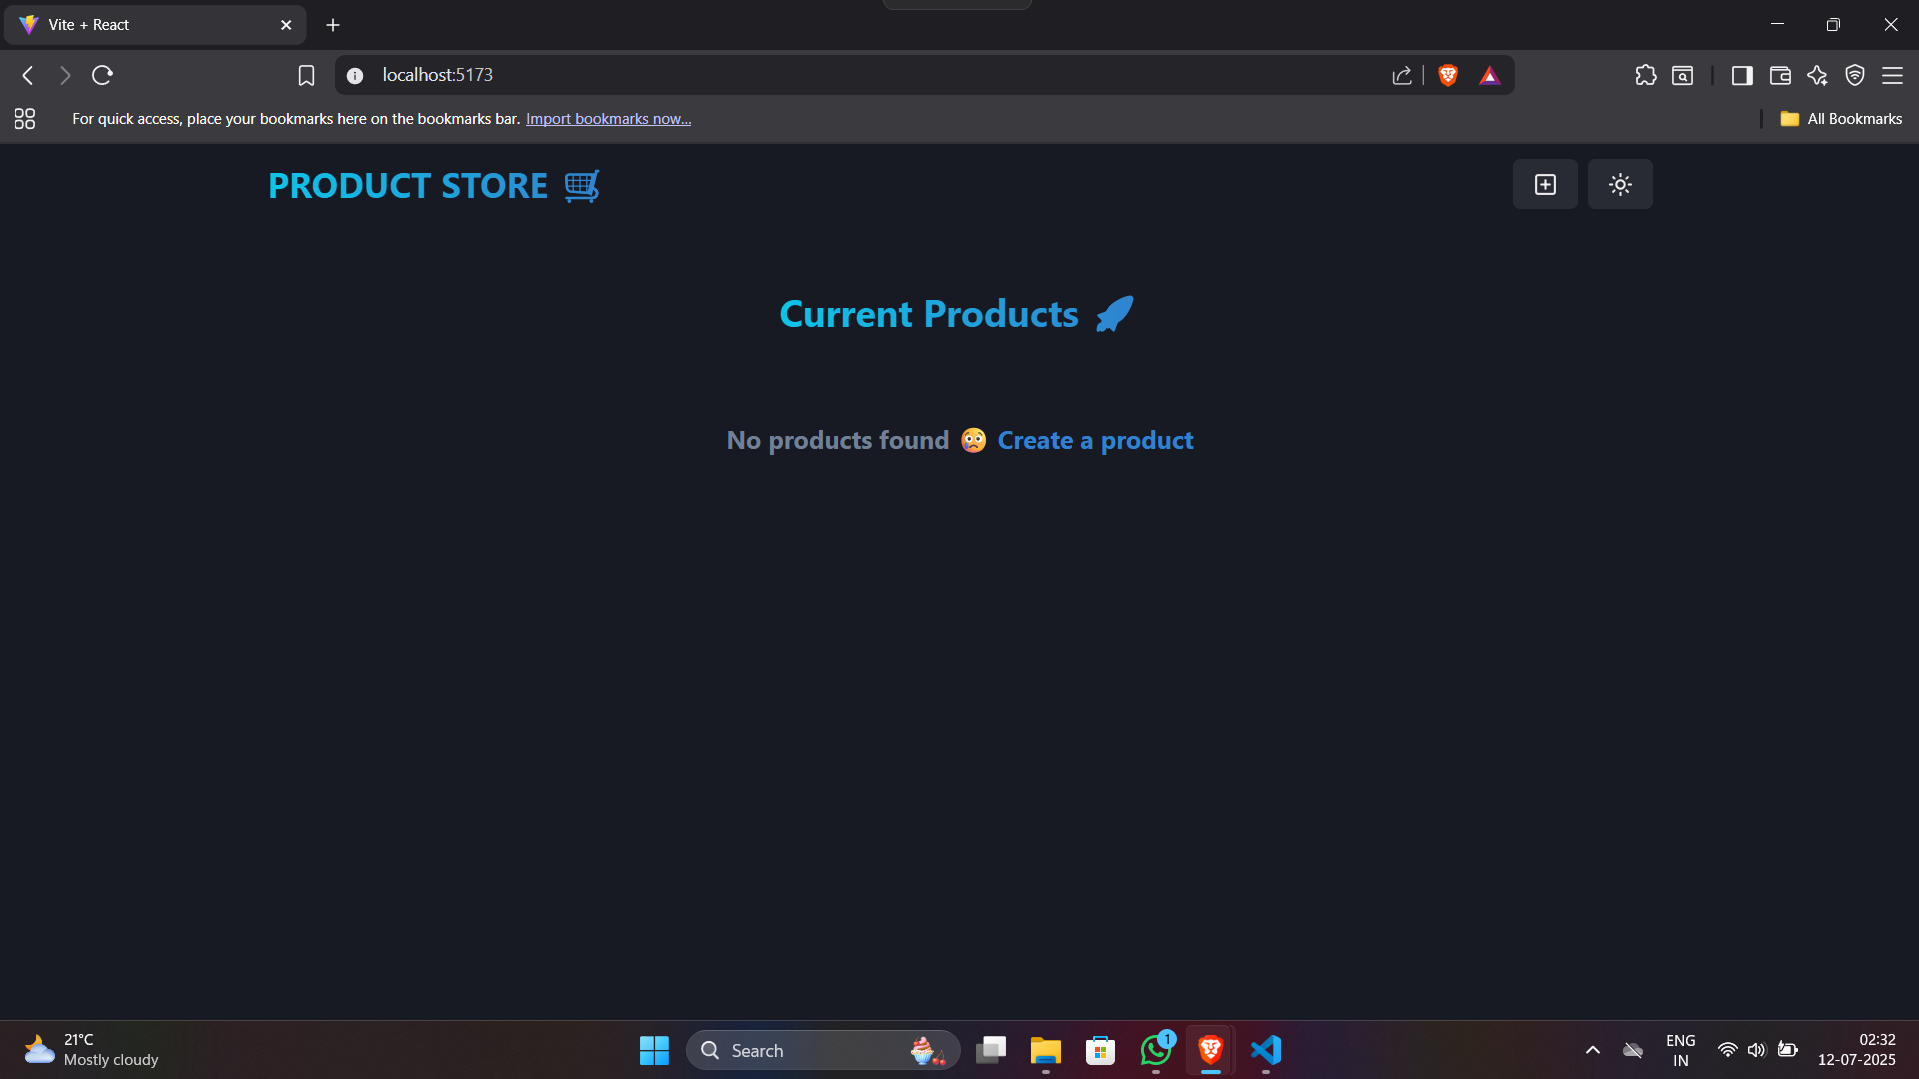 Vite + React
localhost:5173
For quick access, place your bookmarks here on the bookmarks bar. Import bookmarks now...
All Bookmarks
PRODUCT STORE 🛒
Current Products 🚀
No products found 😢 Create a product
21°C
Mostly cloudy
Search
1
ENG
IN
02:32
12-07-2025